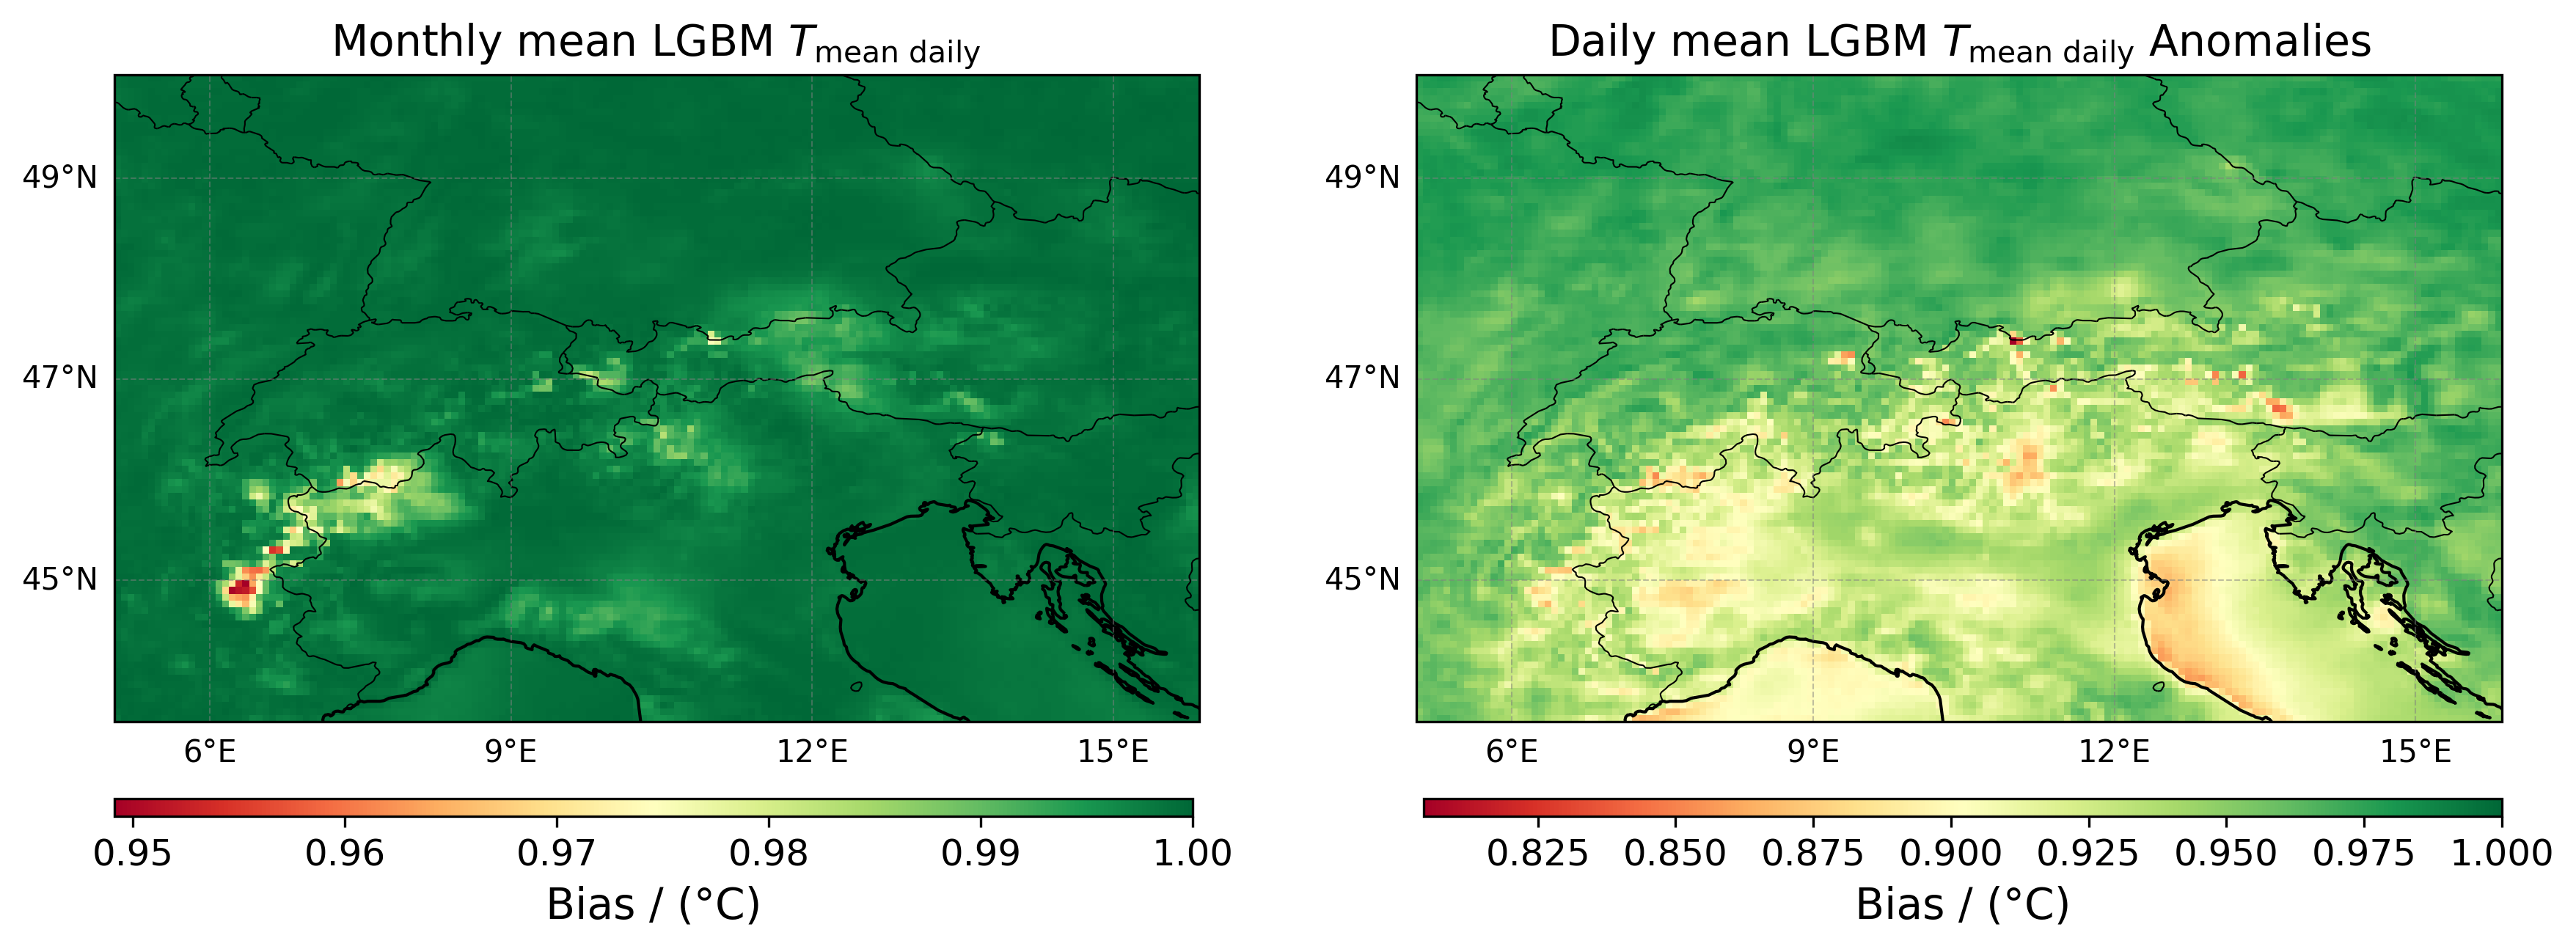 Monthly mean LGBM T mean daily
49°N
47°N
45°N
6°E 9°E 12°E 15°E
0.95 0.96 0.97 0.98 0.99 1.00
Bias / (°C)
Daily mean LGBM T mean daily Anomalies
49°N
47°N
45°N
6°E 9°E 12°E 15°E
0.825 0.850 0.875 0.900 0.925 0.950 0.975 1.000
Bias / (°C)